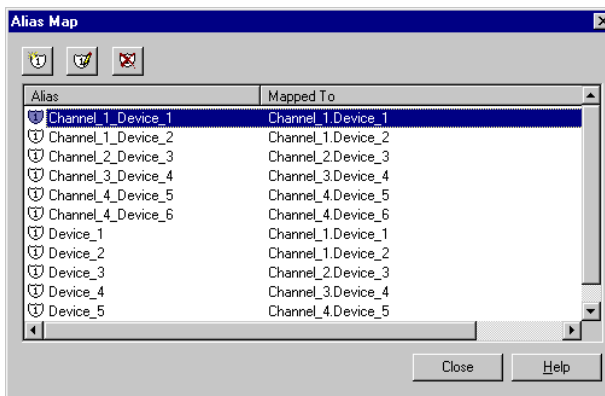 Alias Map
Alias Mapped To
Channel_1_Device_1 Channel_1.Device_1
Channel_1_Device_2 Channel_1.Device_2
Channel_2_Device_3 Channel_2.Device_3
Channel_3_Device_4 Channel_3.Device_4
Channel_4_Device_5 Channel_4.Device_5
Channel_4_Device_6 Channel_4.Device_6
Device_1 Channel_1.Device_1
Device_2 Channel_1.Device_2
Device_3 Channel_2.Device_3
Device_4 Channel_3.Device_4
Device_5 Channel_4.Device_5
Close Help